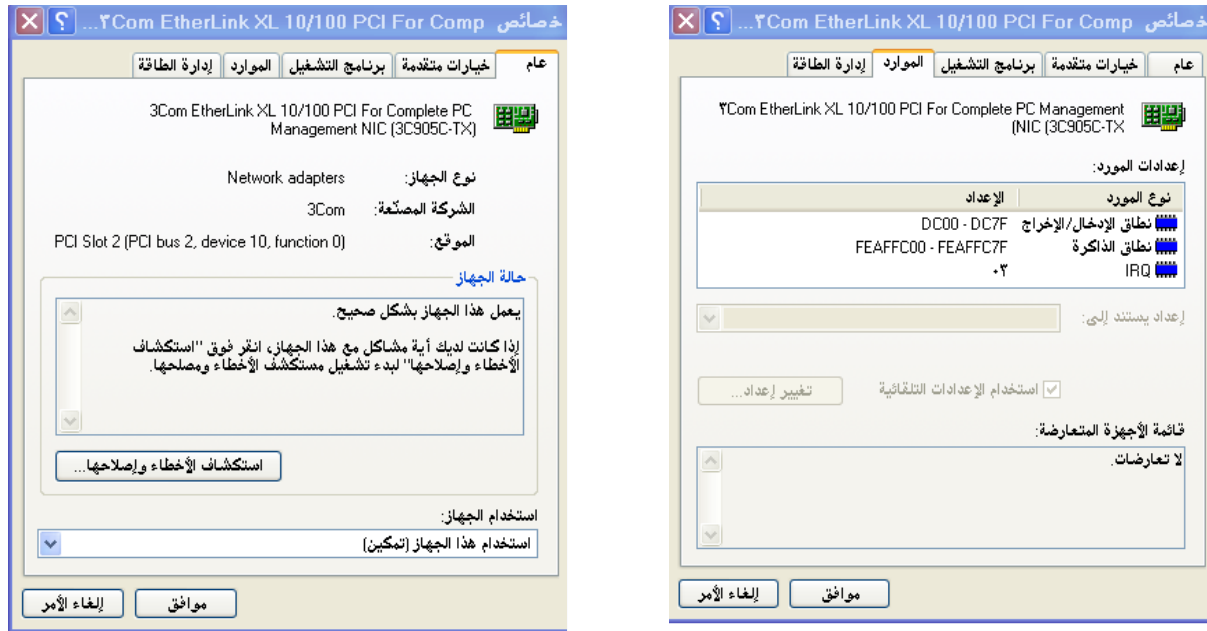 خصائص 3Com EtherLink XL 10/100 PCI For Comp...
عام
خيارات متقدمة
برنامج التشغيل
الموارد
إدارة الطاقة
3Com EtherLink XL 10/100 PCI For Complete PC
Management NIC (3C905C-TX)
نوع الجهاز: Network adapters
الشركة المصنّعة: 3Com
الموقع: PCI Slot 2 (PCI bus 2, device 10, function 0)
حالة الجهاز
يعمل هذا الجهاز بشكل صحيح.
إذا كانت لديك أية مشاكل مع هذا الجهاز، انقر فوق "استكشاف
الأخطاء وإصلاحها" لبدء تشغيل مستكشف الأخطاء ومصلحها.
استكشاف الأخطاء وإصلاحها...
استخدام الجهاز:
استخدام هذا الجهاز (تمكين)
موافق
إلغاء الأمر
خصائص ٣Com EtherLink XL 10/100 PCI For Comp...
عام
خيارات متقدمة
برنامج التشغيل
الموارد
إدارة الطاقة
٣Com EtherLink XL 10/100 PCI For Complete PC Management
NIC (3C905C-TX)
إعدادات المورد:
نوع المورد الإعداد
نطاق الإدخال/الإخراج DC00 - DC7F
نطاق الذاكرة FEAFFC00 - FEAFFC7F
IRQ ٠٣
إعداد يستند إلى:
استخدام الإعدادات التلقائية
تغيير إعداد...
قائمة الأجهزة المتعارضة:
لا تعارضات.
موافق
إلغاء الأمر